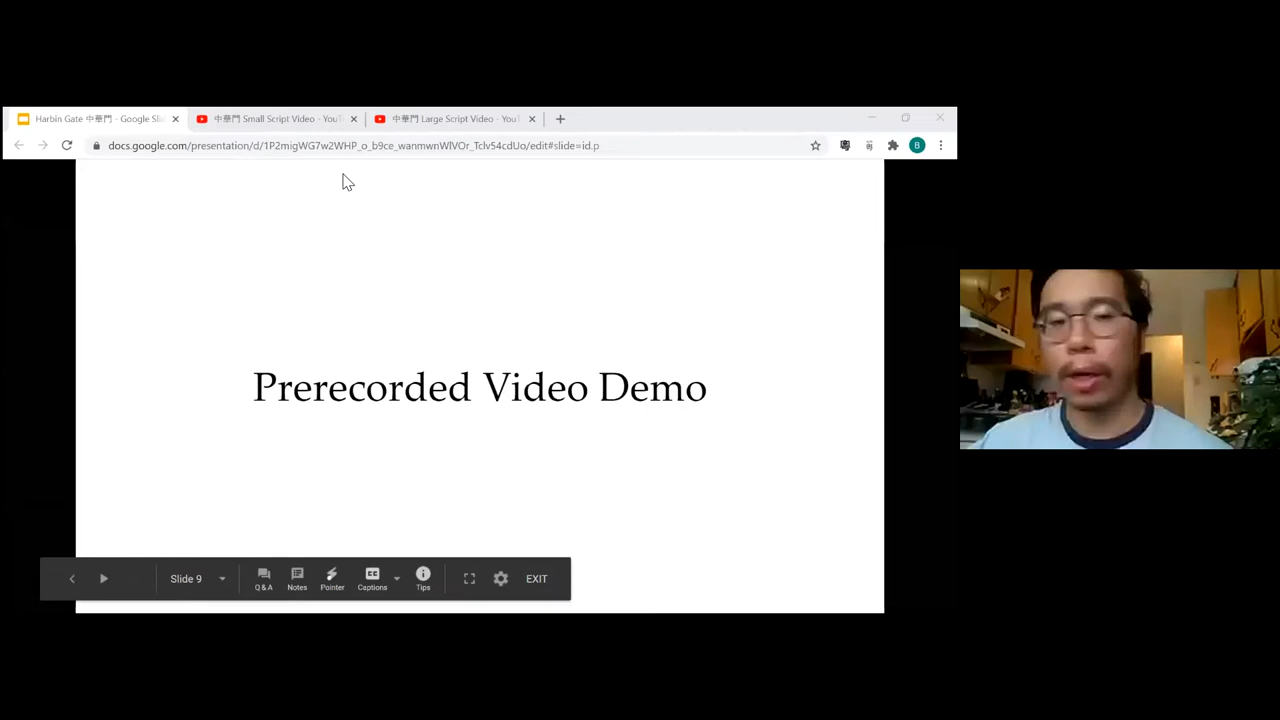 Harbin Gate 中華門 - Google Slid
中華門 Small Script Video - YouT
中華門 Large Script Video - YouT
docs.google.com/presentation/d/1P2migWG7w2WHP_o_b9ce_wanmwnWlVOr_Tclv54cdUo/edit#slide=id.p
B
Prerecorded Video Demo
Slide 9
Q & A
Notes
Pointer
Captions
Tips
EXIT